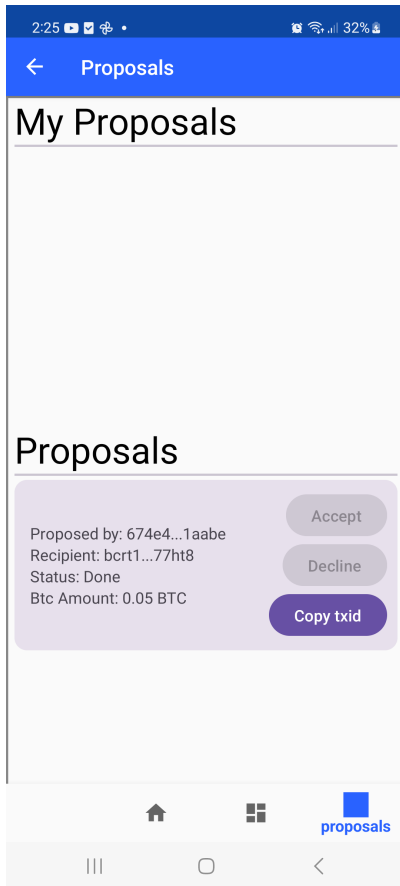 2:25
32%
Proposals
My Proposals
Proposals
Proposed by: 674e4...1aabe
Recipient: bcrt1...77ht8
Status: Done
Btc Amount: 0.05 BTC
Accept
Decline
Copy txid
proposals